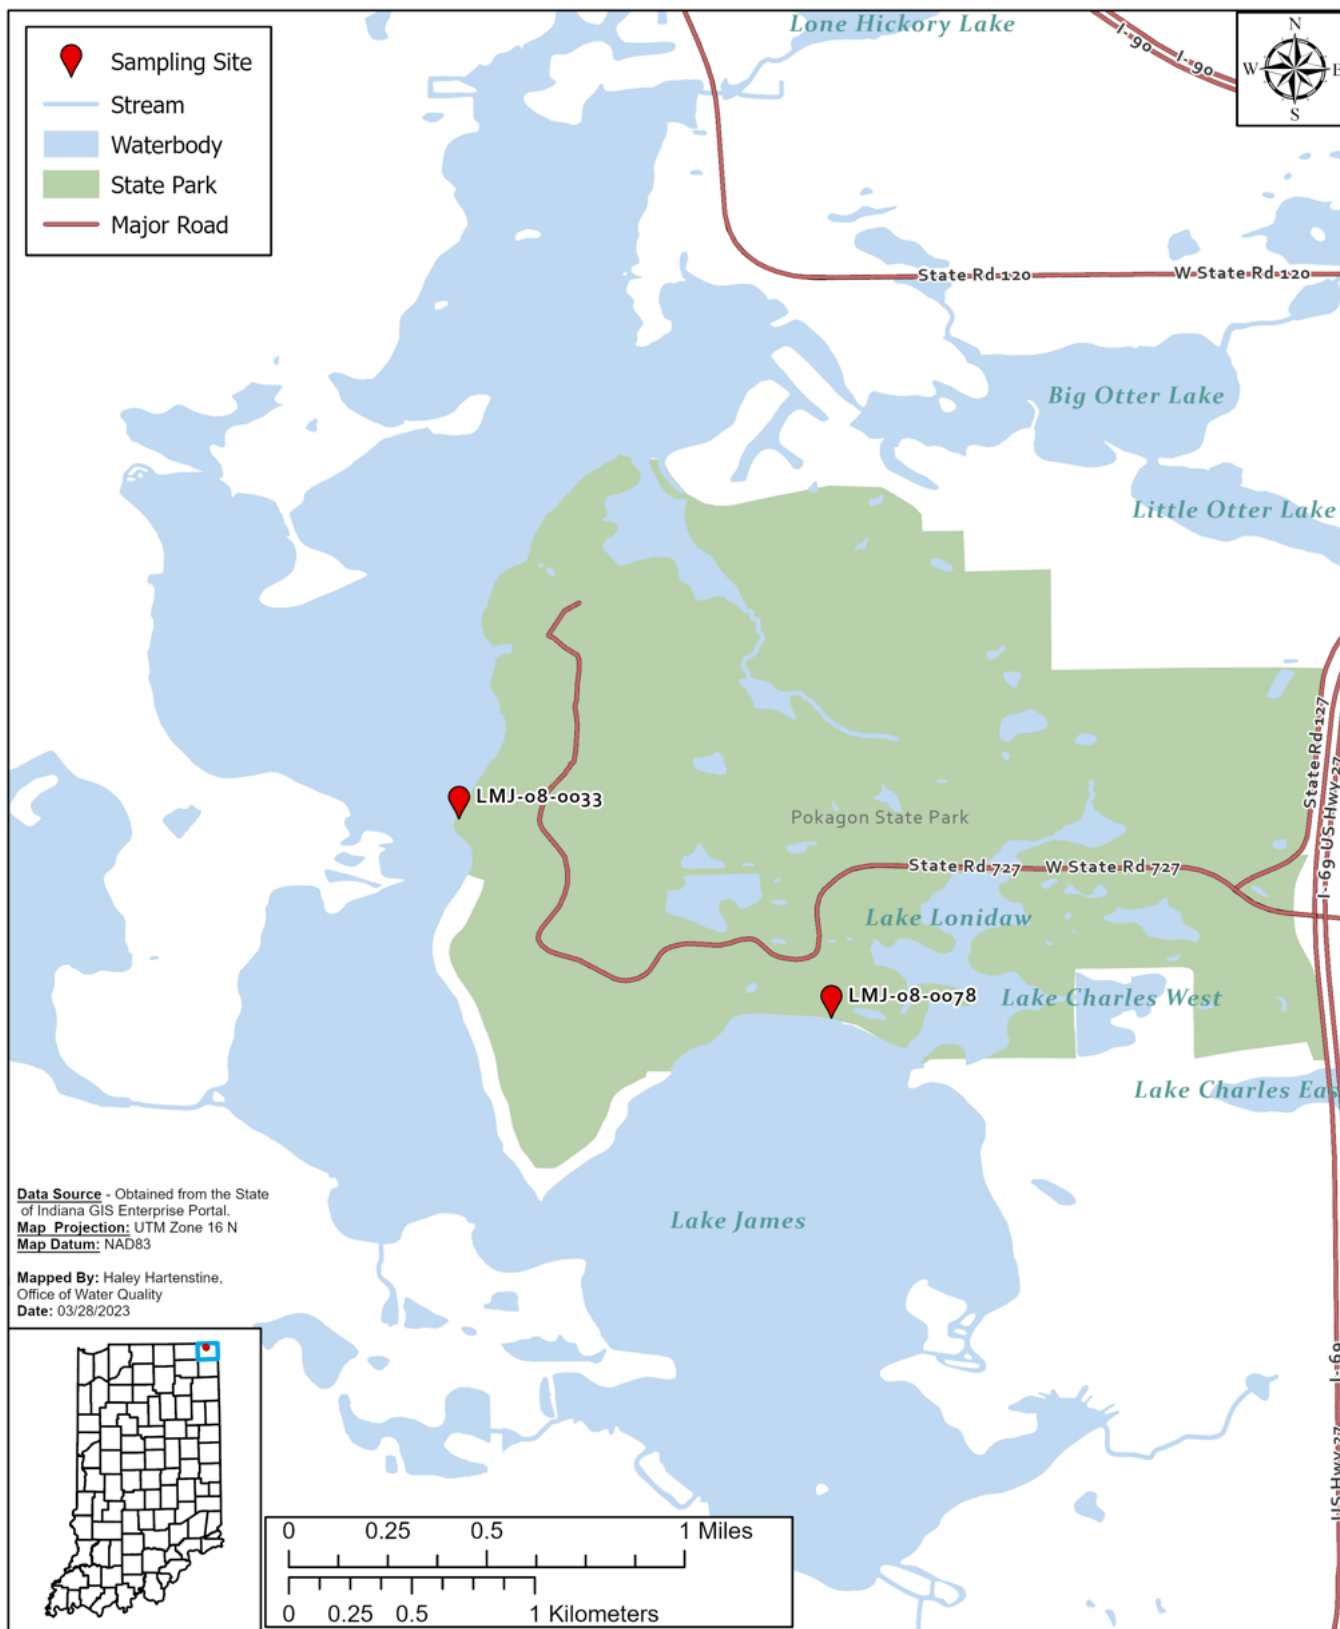 Lone Hickory Lake
I-90
I-90
N
W
E
S
Sampling Site
Stream
Waterbody
State Park
Major Road
State Rd 120
W State Rd 120
Big Otter Lake
Little Otter Lake
State Rd 127
I-69 US Hwy 27
LMJ-08-0033
Pokagon State Park
State Rd 727
W State Rd 727
Lake Lonidaw
LMJ-08-0078
Lake Charles West
Lake Charles Eas
Lake James
Data Source - Obtained from the State
of Indiana GIS Enterprise Portal.
Map Projection: UTM Zone 16 N
Map Datum: NAD83
Mapped By: Haley Hartenstine,
Office of Water Quality
Date: 03/28/2023
I-69
US Hwy 27
0 0.25 0.5 1 Miles
0 0.25 0.5 1 Kilometers